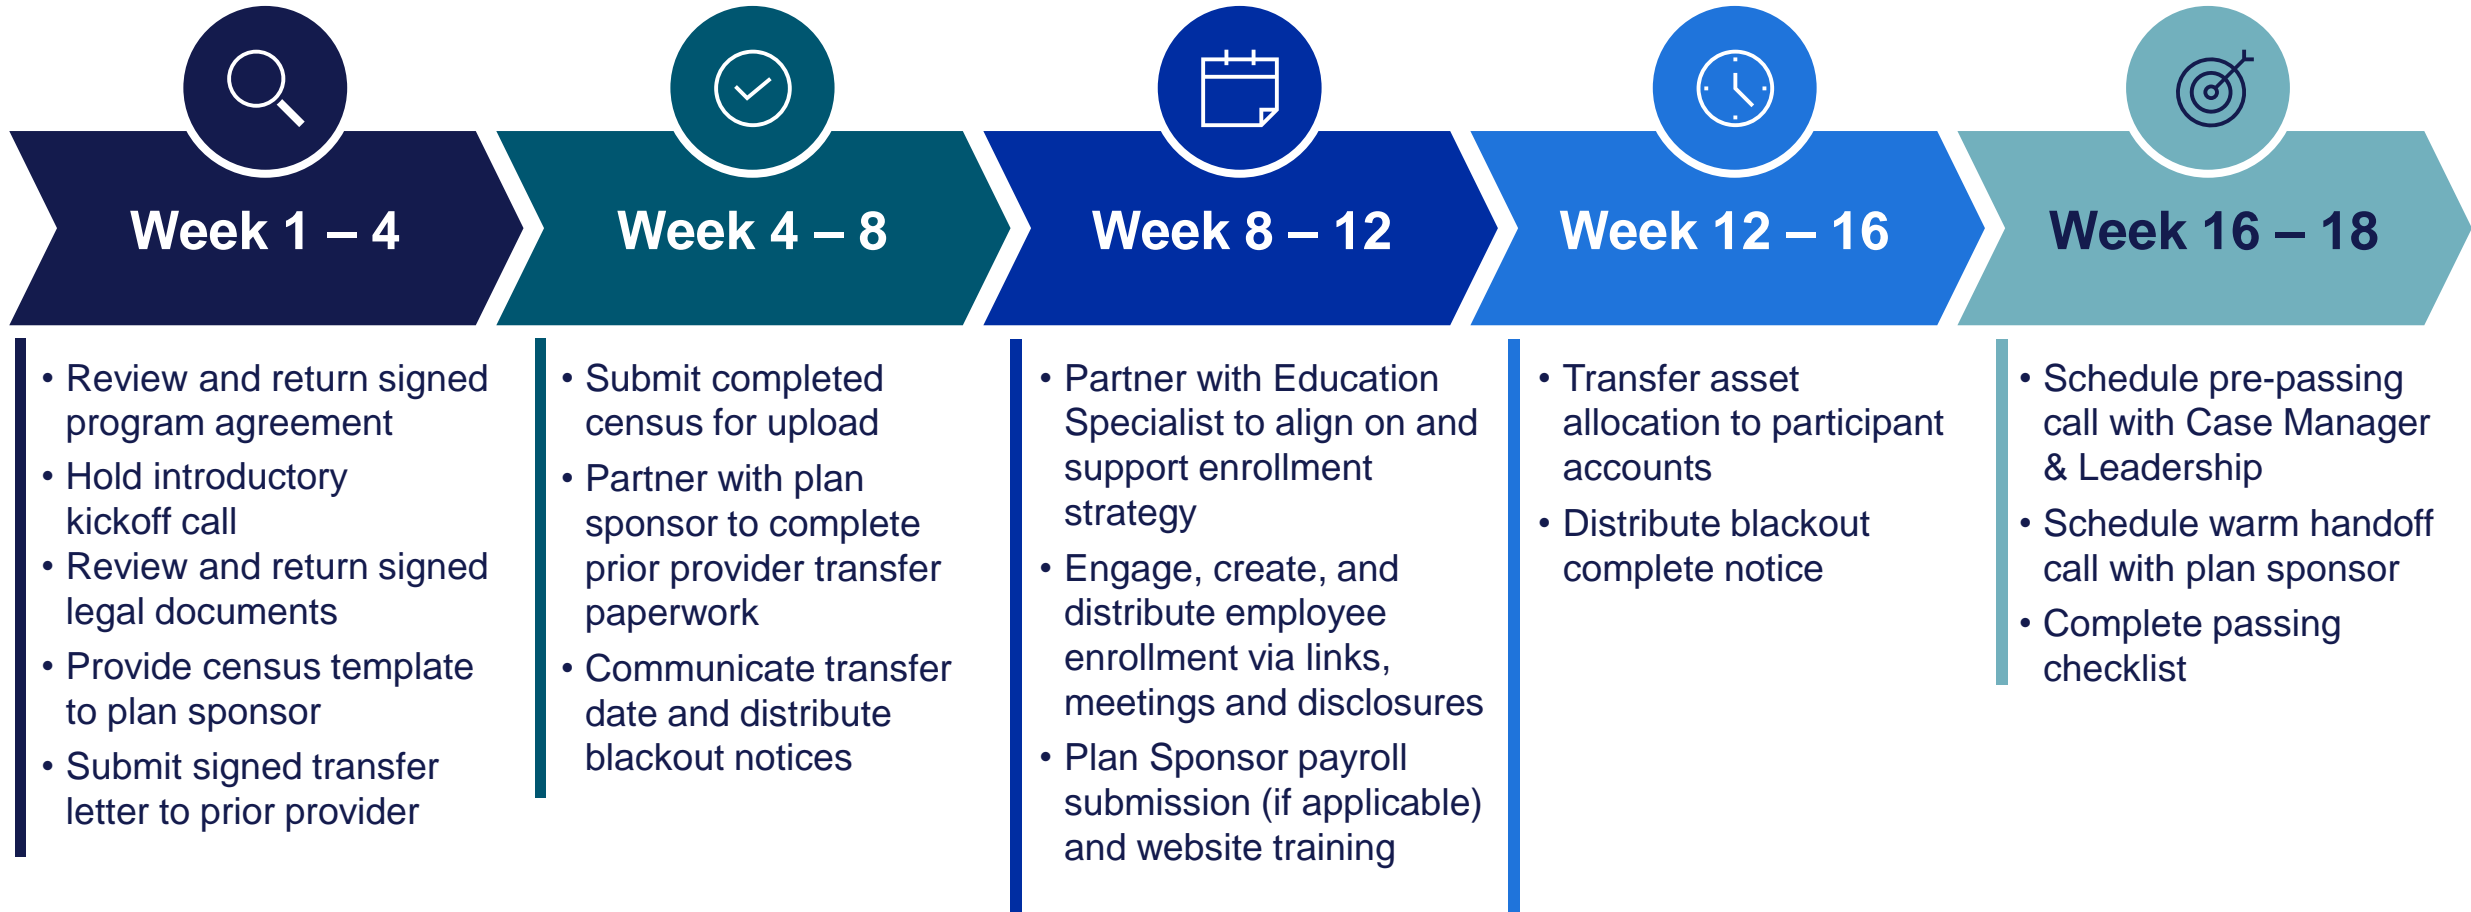 Week 1 – 4
• Review and return signed
program agreement
• Hold introductory
kickoff call
• Review and return signed
legal documents
• Provide census template
to plan sponsor
• Submit signed transfer
letter to prior provider
Week 4 – 8
• Submit completed
census for upload
• Partner with plan
sponsor to complete
prior provider transfer
paperwork
• Communicate transfer
date and distribute
blackout notices
Week 8 – 12
• Partner with Education
Specialist to align on and
support enrollment
strategy
• Engage, create, and
distribute employee
enrollment via links,
meetings and disclosures
• Plan Sponsor payroll
submission (if applicable)
and website training
Week 12 – 16
• Transfer asset
allocation to participant
accounts
• Distribute blackout
complete notice
Week 16 – 18
• Schedule pre-passing
call with Case Manager
& Leadership
• Schedule warm handoff
call with plan sponsor
• Complete passing
checklist